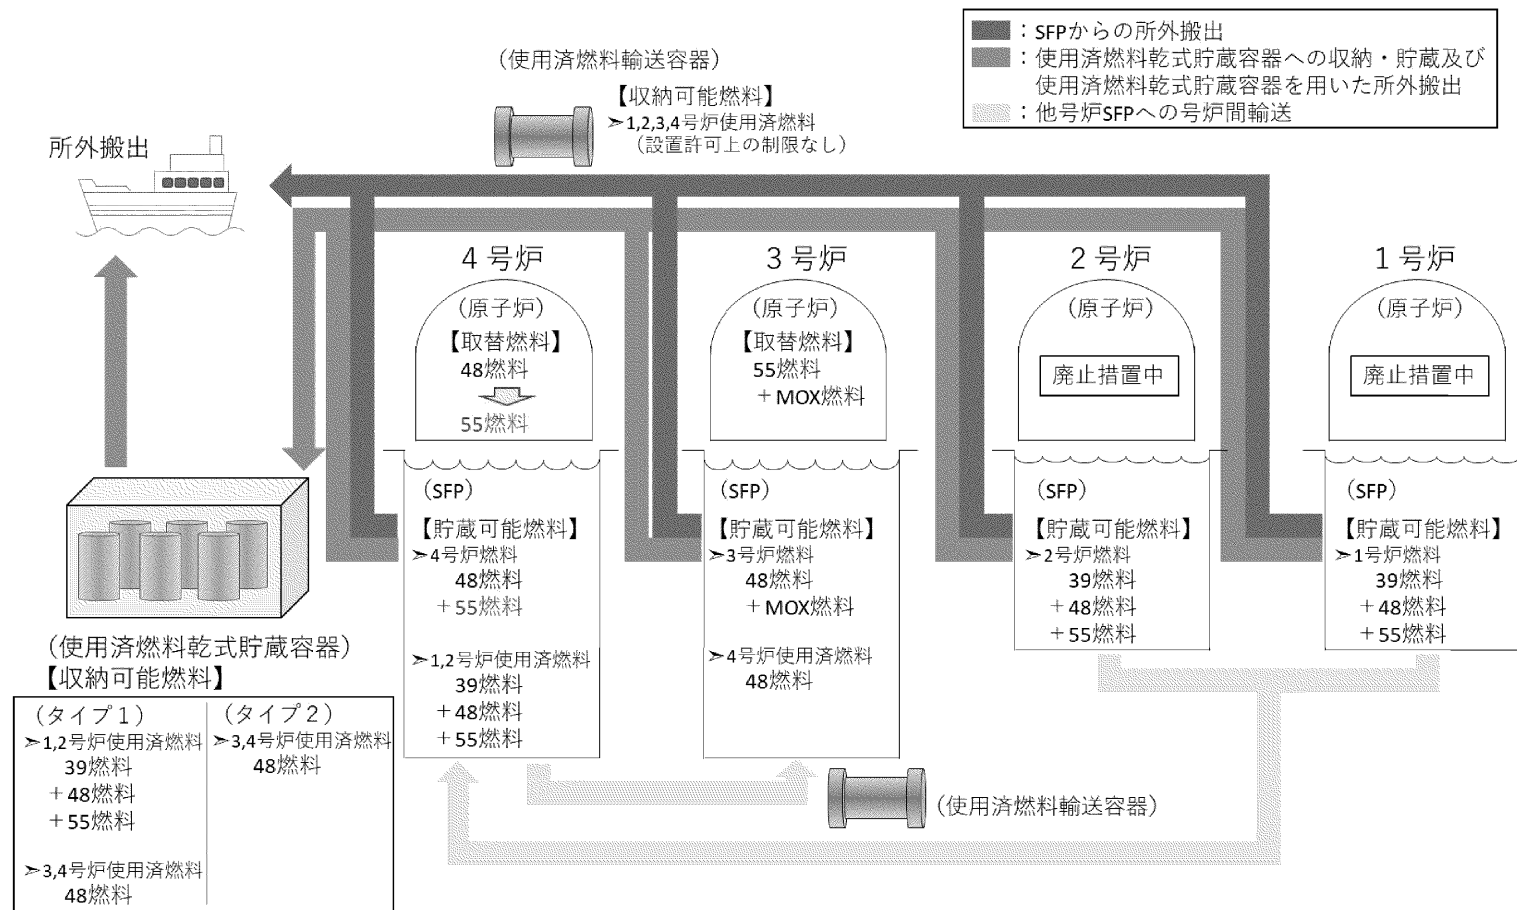 ：SFPからの所外搬出
：使用済燃料乾式貯蔵容器への収納・貯蔵及び
使用済燃料乾式貯蔵容器を用いた所外搬出
：他号炉SFPへの号炉間輸送
（使用済燃料輸送容器）
【収納可能燃料】
➢1,2,3,4号炉使用済燃料
（設置許可上の制限なし）
所外搬出
４号炉
（原子炉）
【取替燃料】
48燃料
55燃料
（SFP）
【貯蔵可能燃料】
➢4号炉燃料
48燃料
＋55燃料
➢1,2号炉使用済燃料
39燃料
＋48燃料
＋55燃料
３号炉
（原子炉）
【取替燃料】
55燃料
＋MOX燃料
（SFP）
【貯蔵可能燃料】
➢3号炉燃料
48燃料
＋MOX燃料
➢4号炉使用済燃料
48燃料
２号炉
（原子炉）
廃止措置中
（SFP）
【貯蔵可能燃料】
➢2号炉燃料
39燃料
＋48燃料
＋55燃料
１号炉
（原子炉）
廃止措置中
（SFP）
【貯蔵可能燃料】
➢1号炉燃料
39燃料
＋48燃料
＋55燃料
（使用済燃料乾式貯蔵容器）
【収納可能燃料】
（タイプ１）
➢1,2号炉使用済燃料
39燃料
＋48燃料
＋55燃料
➢3,4号炉使用済燃料
48燃料
（タイプ２）
➢3,4号炉使用済燃料
48燃料
（使用済燃料輸送容器）